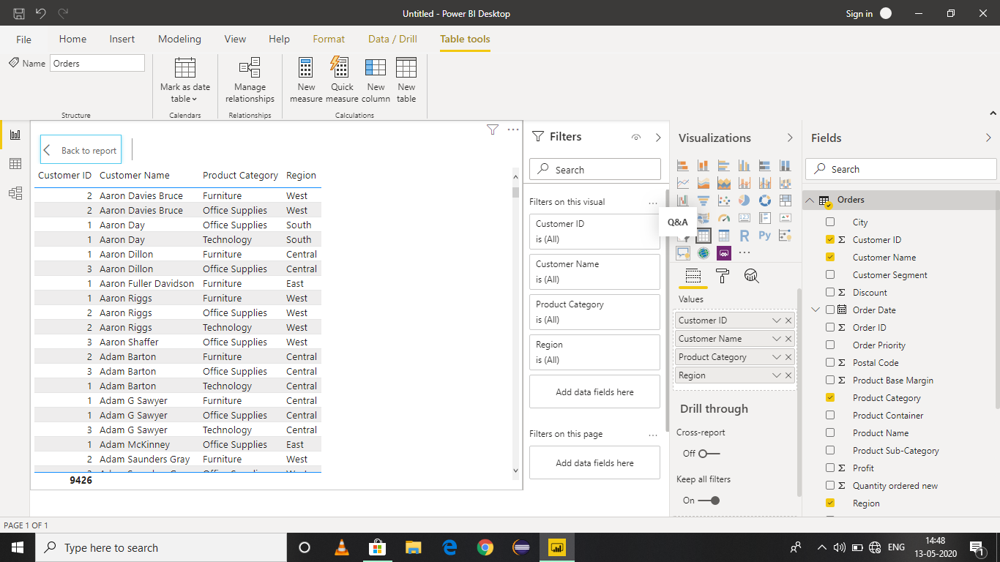 Untitled - Power BI Desktop
Sign in
File Home Insert Modeling View Help Format Data / Drill Table tools
Name Orders
Mark as date table
Manage relationships
New measure
Quick measure
New column
New table
Structure Calendars Relationships Calculations
Back to report
Customer ID Customer Name Product Category Region
2 Aaron Davies Bruce Furniture West
2 Aaron Davies Bruce Office Supplies West
1 Aaron Day Office Supplies South
1 Aaron Day Technology South
1 Aaron Dillon Furniture Central
3 Aaron Dillon Office Supplies Central
1 Aaron Fuller Davidson Furniture East
1 Aaron Riggs Furniture West
2 Aaron Riggs Office Supplies West
2 Aaron Riggs Technology West
3 Aaron Shaffer Office Supplies West
2 Adam Barton Furniture Central
3 Adam Barton Office Supplies Central
1 Adam Barton Technology Central
1 Adam G Sawyer Furniture Central
1 Adam G Sawyer Office Supplies Central
3 Adam G Sawyer Technology Central
1 Adam McKinney Office Supplies East
2 Adam Saunders Gray Furniture West
9426
Filters
Search
Filters on this visual ...
Customer ID
is (All)
Customer Name
is (All)
Product Category
is (All)
Region
is (All)
Add data fields here
Filters on this page ...
Add data fields here
Visualizations
Q&A
R Py
123
Values
Customer ID
Customer Name
Product Category
Region
Drill through
Cross-report
Off
Keep all filters
On
Fields
Search
Orders
City
Σ Customer ID
Customer Name
Customer Segment
Σ Discount
Order Date
Σ Order ID
Order Priority
Σ Postal Code
Σ Product Base Margin
Product Category
Product Container
Product Name
Product Sub-Category
Σ Profit
Σ Quantity ordered new
Region
PAGE 1 OF 1
Type here to search
ENG
14:48
13-05-2020
1